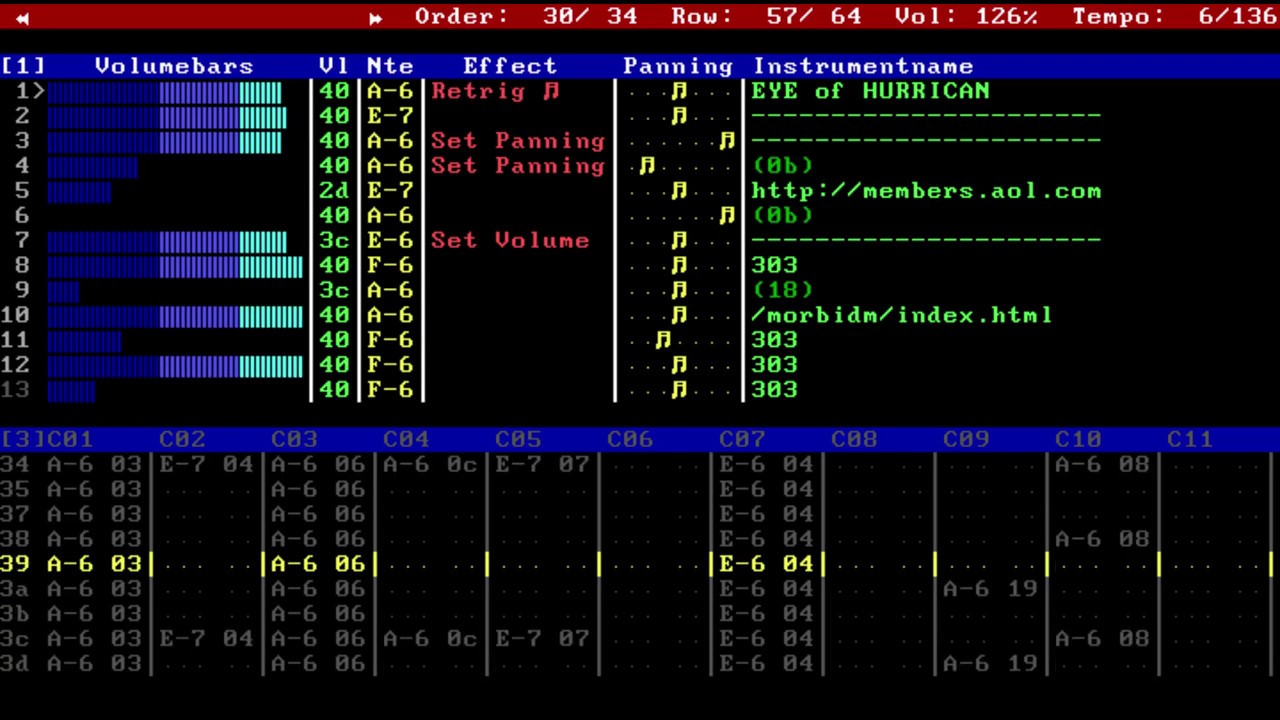 Order: 30/ 34 Row: 57/ 64 Vol: 126% Tempo: 6/136
[1] Volumebars Vl Nte Effect Panning Instrumentname
1> 40 A-6 Retrig ...♬... EYE of HURRICAN
2 40 E-7 ...♬... ----------------------
3 40 A-6 Set Panning ......♬ ----------------------
4 40 A-6 Set Panning .♬..... (0b)
5 2d E-7 ...♬... http://members.aol.com
6 40 A-6 ......♬ (0b)
7 3c E-6 Set Volume ...♬... ----------------------
8 40 F-6 ...♬... 303
9 3c A-6 ...♬... (18)
10 40 A-6 ...♬... /morbidm/index.html
11 40 F-6 ..♬.... 303
12 40 F-6 ...♬... 303
13 40 F-6 ...♬... 303
[3]C01 C02 C03 C04 C05 C06 C07 C08 C09 C10 C11
34 A-6 03|E-7 04|A-6 06|A-6 0c|E-7 07|... ..|E-6 04|... ..|... ..|A-6 08|... ..|
35 A-6 03|... ..|A-6 06|... ..|... ..|... ..|E-6 04|... ..|... ..|... ..|... ..|
37 A-6 03|... ..|A-6 06|... ..|... ..|... ..|E-6 04|... ..|... ..|... ..|... ..|
38 A-6 03|... ..|A-6 06|... ..|... ..|... ..|E-6 04|... ..|... ..|A-6 08|... ..|
39 A-6 03|... ..|A-6 06|... ..|... ..|... ..|E-6 04|... ..|... ..|... ..|... ..|
3a A-6 03|... ..|A-6 06|... ..|... ..|... ..|E-6 04|... ..|A-6 19|... ..|... ..|
3b A-6 03|... ..|A-6 06|... ..|... ..|... ..|E-6 04|... ..|... ..|... ..|... ..|
3c A-6 03|E-7 04|A-6 06|A-6 0c|E-7 07|... ..|E-6 04|... ..|... ..|A-6 08|... ..|
3d A-6 03|... ..|A-6 06|... ..|... ..|... ..|E-6 04|... ..|A-6 19|... ..|... ..|